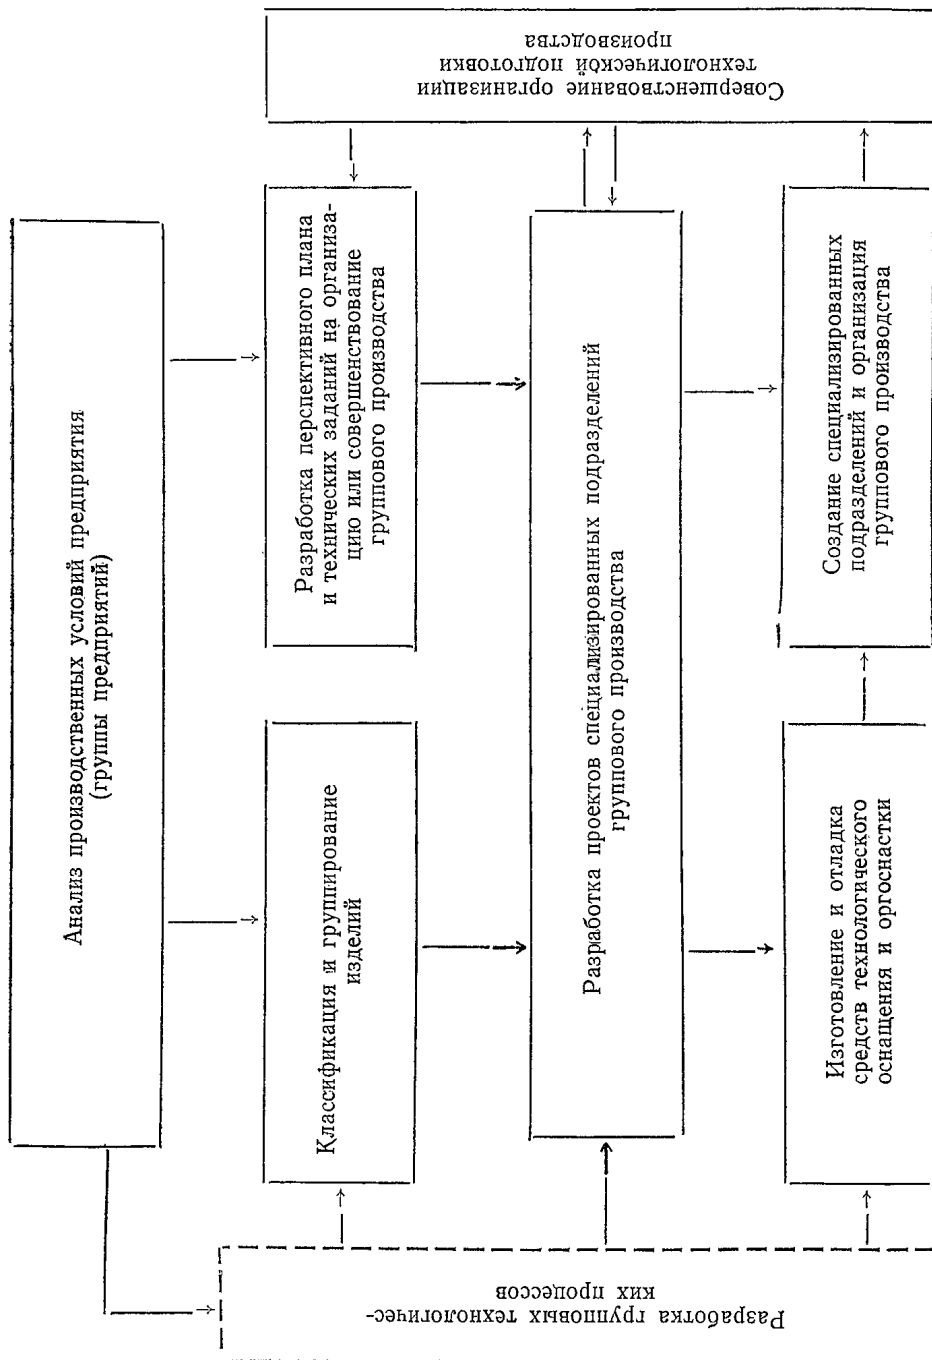 Анализ производственных условий предприятия
(группы предприятий)
Разработка групповых технологичес-
ких процессов
Классификация и группирование
изделий
Разработка перспективного плана
и технических заданий на организа-
цию или совершенствование
группового производства
Совершенствование организации
технологической подготовки
производства
Разработка проектов специализированных подразделений
группового производства
Изготовление и отладка
средств технологического
оснащения и оргоснастки
Создание специализированных
подразделений и организация
группового производства